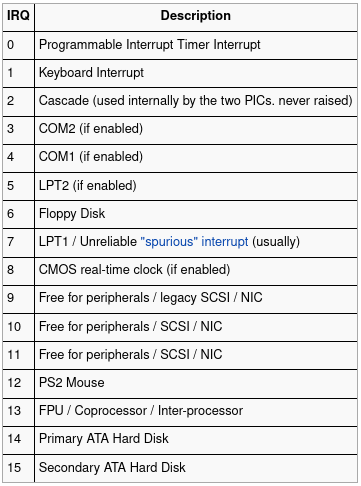 IRQ Description
0 Programmable Interrupt Timer Interrupt
1 Keyboard Interrupt
2 Cascade (used internally by the two PICs. never raised)
3 COM2 (if enabled)
4 COM1 (if enabled)
5 LPT2 (if enabled)
6 Floppy Disk
7 LPT1 / Unreliable "spurious" interrupt (usually)
8 CMOS real-time clock (if enabled)
9 Free for peripherals / legacy SCSI / NIC
10 Free for peripherals / SCSI / NIC
11 Free for peripherals / SCSI / NIC
12 PS2 Mouse
13 FPU / Coprocessor / Inter-processor
14 Primary ATA Hard Disk
15 Secondary ATA Hard Disk